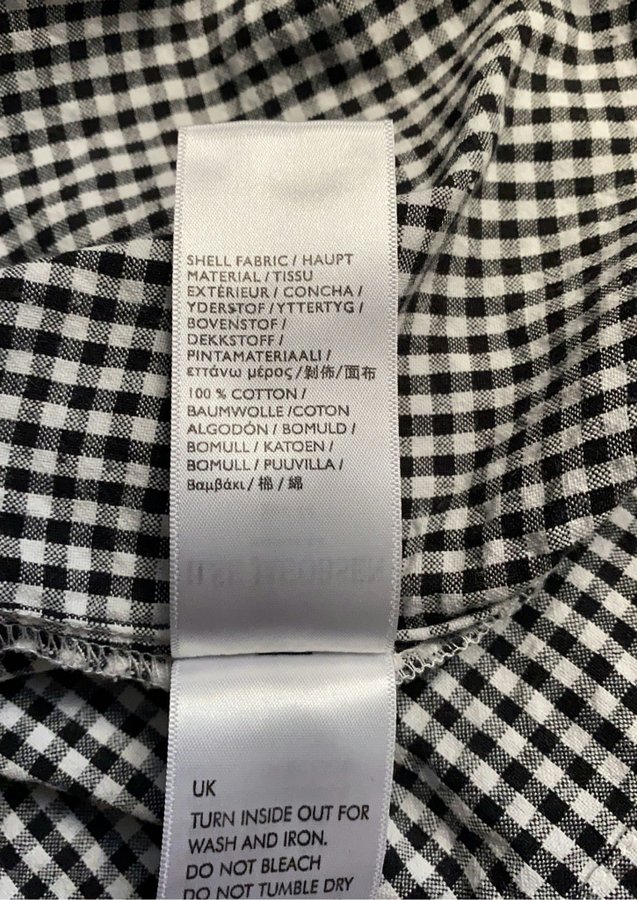 SHELL FABRIC / HAUPT
MATERIAL / TISSU
EXTÉRIEUR / CONCHA /
YDERSTOF /YTTERTYG /
BOVENSTOF /
DEKKSTOFF /
PINTAMATERIAALI /
επάνω μέρος /剝佈/面布
100 % COTTON /
BAUMWOLLE /COTON
ALGODÓN / BOMULD /
BOMULL / KATOEN /
BOMULL / PUUVILLA /
Βαμβάκι / 棉 / 綿
UK
TURN INSIDE OUT FOR
WASH AND IRON.
DO NOT BLEACH
DO NOT TUMBLE DRY